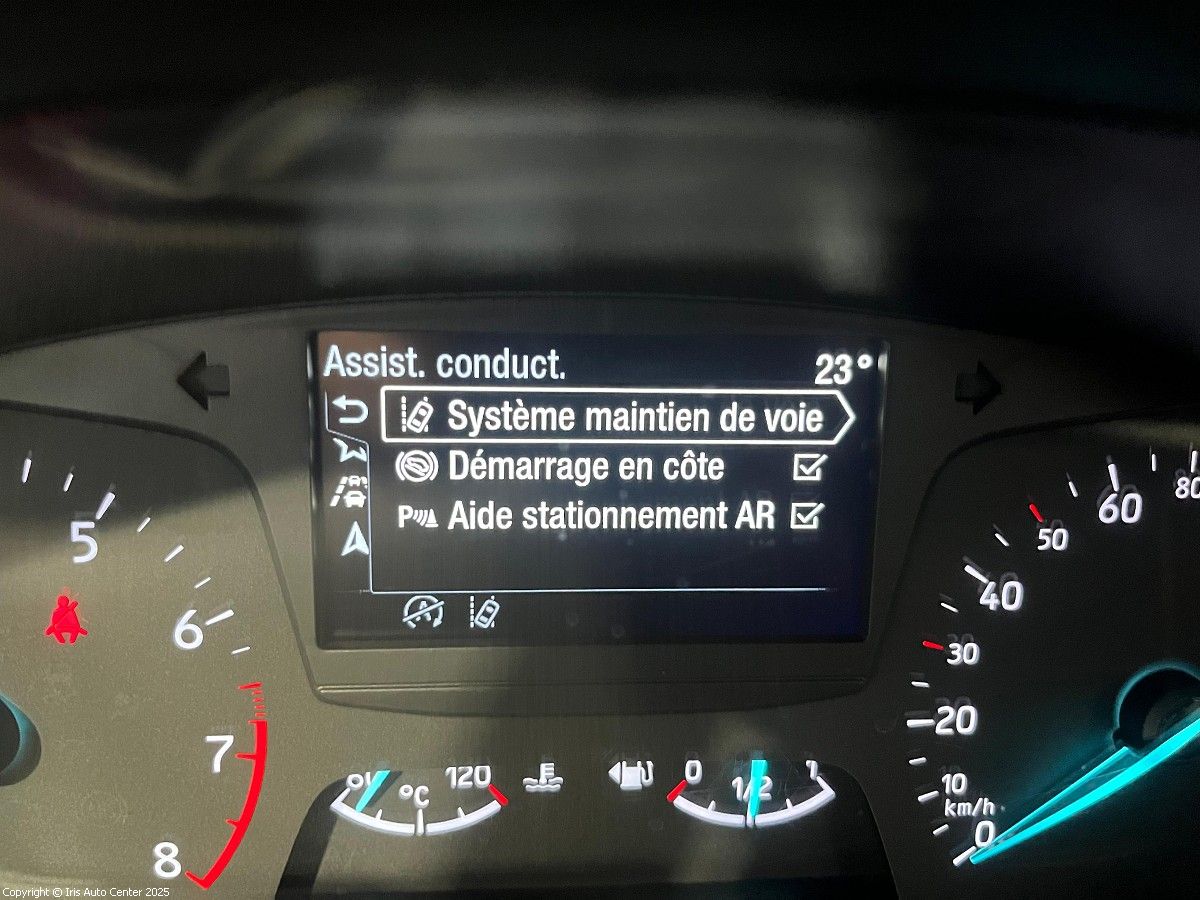 Assist. conduct. 23°
Système maintien de voie
Démarrage en côte
P Aide stationnement AR
A
5
6
7
8
°C
120
0
1/2
1
0
10
20
30
40
50
60
80
km/h
Copyright © Iris Auto Center 2025